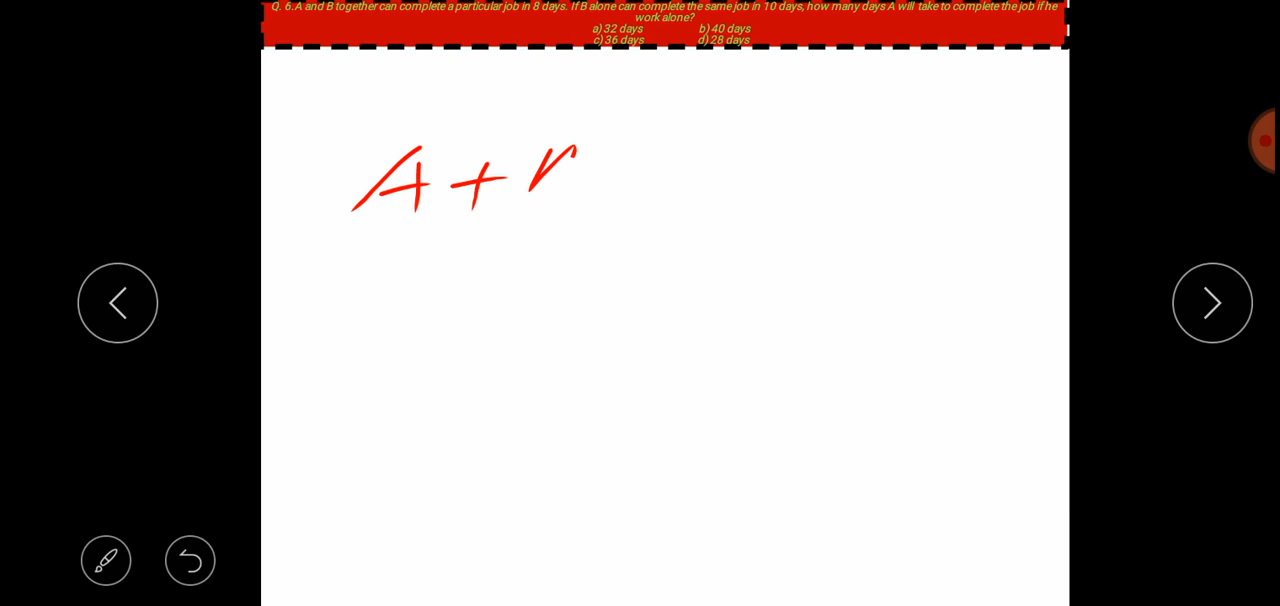 Q. 6.A and B together can complete a particular job in 8 days. If B alone can complete the same job in 10 days, how many days A will take to complete the job if he
work alone?
a) 32 days b) 40 days
c) 36 days d) 28 days
A +